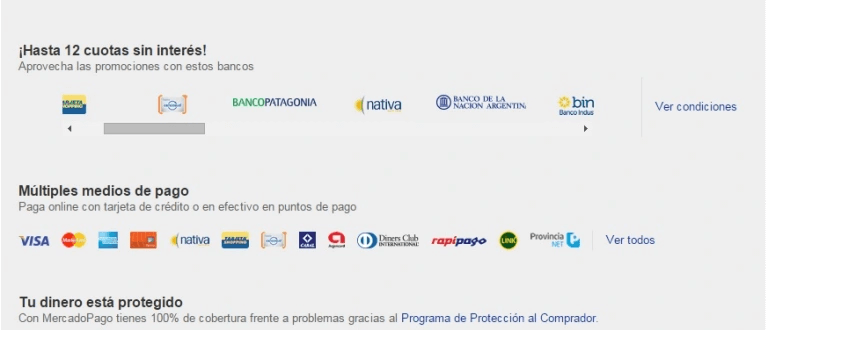 ¡Hasta 12 cuotas sin interés!
Aprovecha las promociones con estos bancos
BANCOPATAGONIA
nativa
BANCO DE LA
NACION ARGENTINA
bin
Banco Indus
Ver condiciones
Múltiples medios de pago
Paga online con tarjeta de crédito o en efectivo en puntos de pago
VISA
nativa
TARJETA
SHOPPING
CABAL
Diners Club
INTERNATIONAL
rapipago
LINK
Provincia
NET
Ver todos
Tu dinero está protegido
Con MercadoPago tienes 100% de cobertura frente a problemas gracias al Programa de Protección al Comprador.